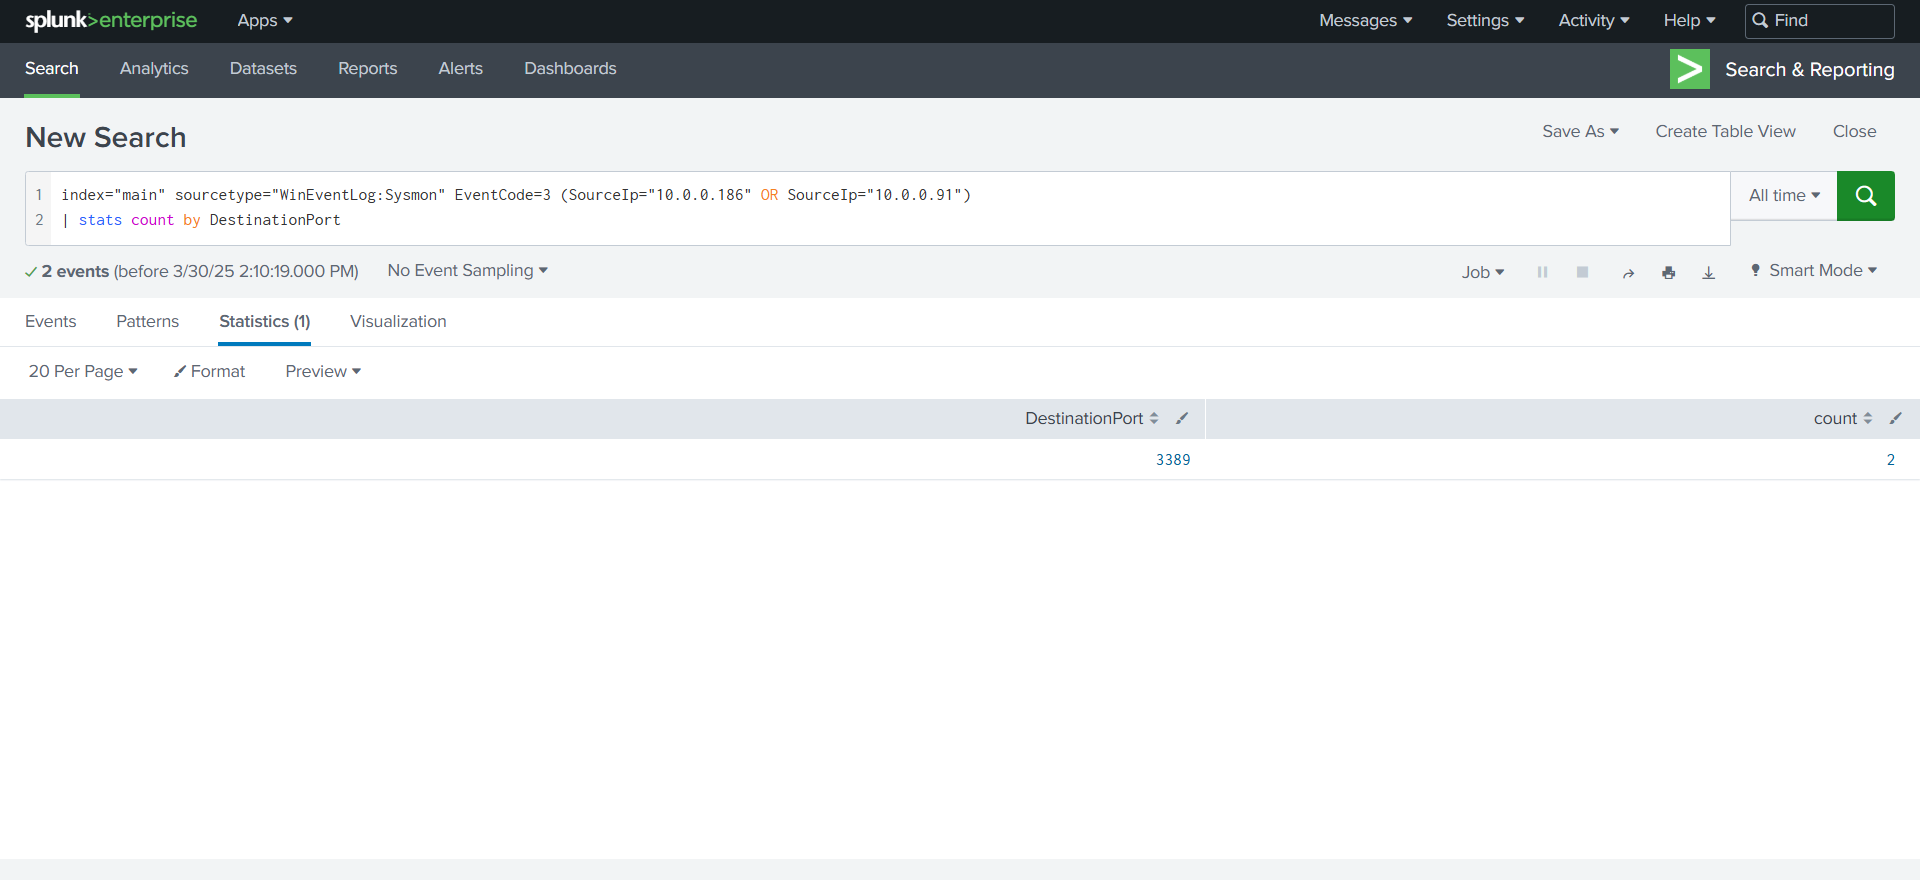 splunk>enterprise Apps Messages Settings Activity Help Find
Search Analytics Datasets Reports Alerts Dashboards Search & Reporting
New Search Save As Create Table View Close
1 index="main" sourcetype="WinEventLog:Sysmon" EventCode=3 (SourceIp="10.0.0.186" OR SourceIp="10.0.0.91") All time
2 | stats count by DestinationPort
2 events (before 3/30/25 2:10:19.000 PM) No Event Sampling Job Smart Mode
Events Patterns Statistics (1) Visualization
20 Per Page Format Preview
DestinationPort count
3389 2